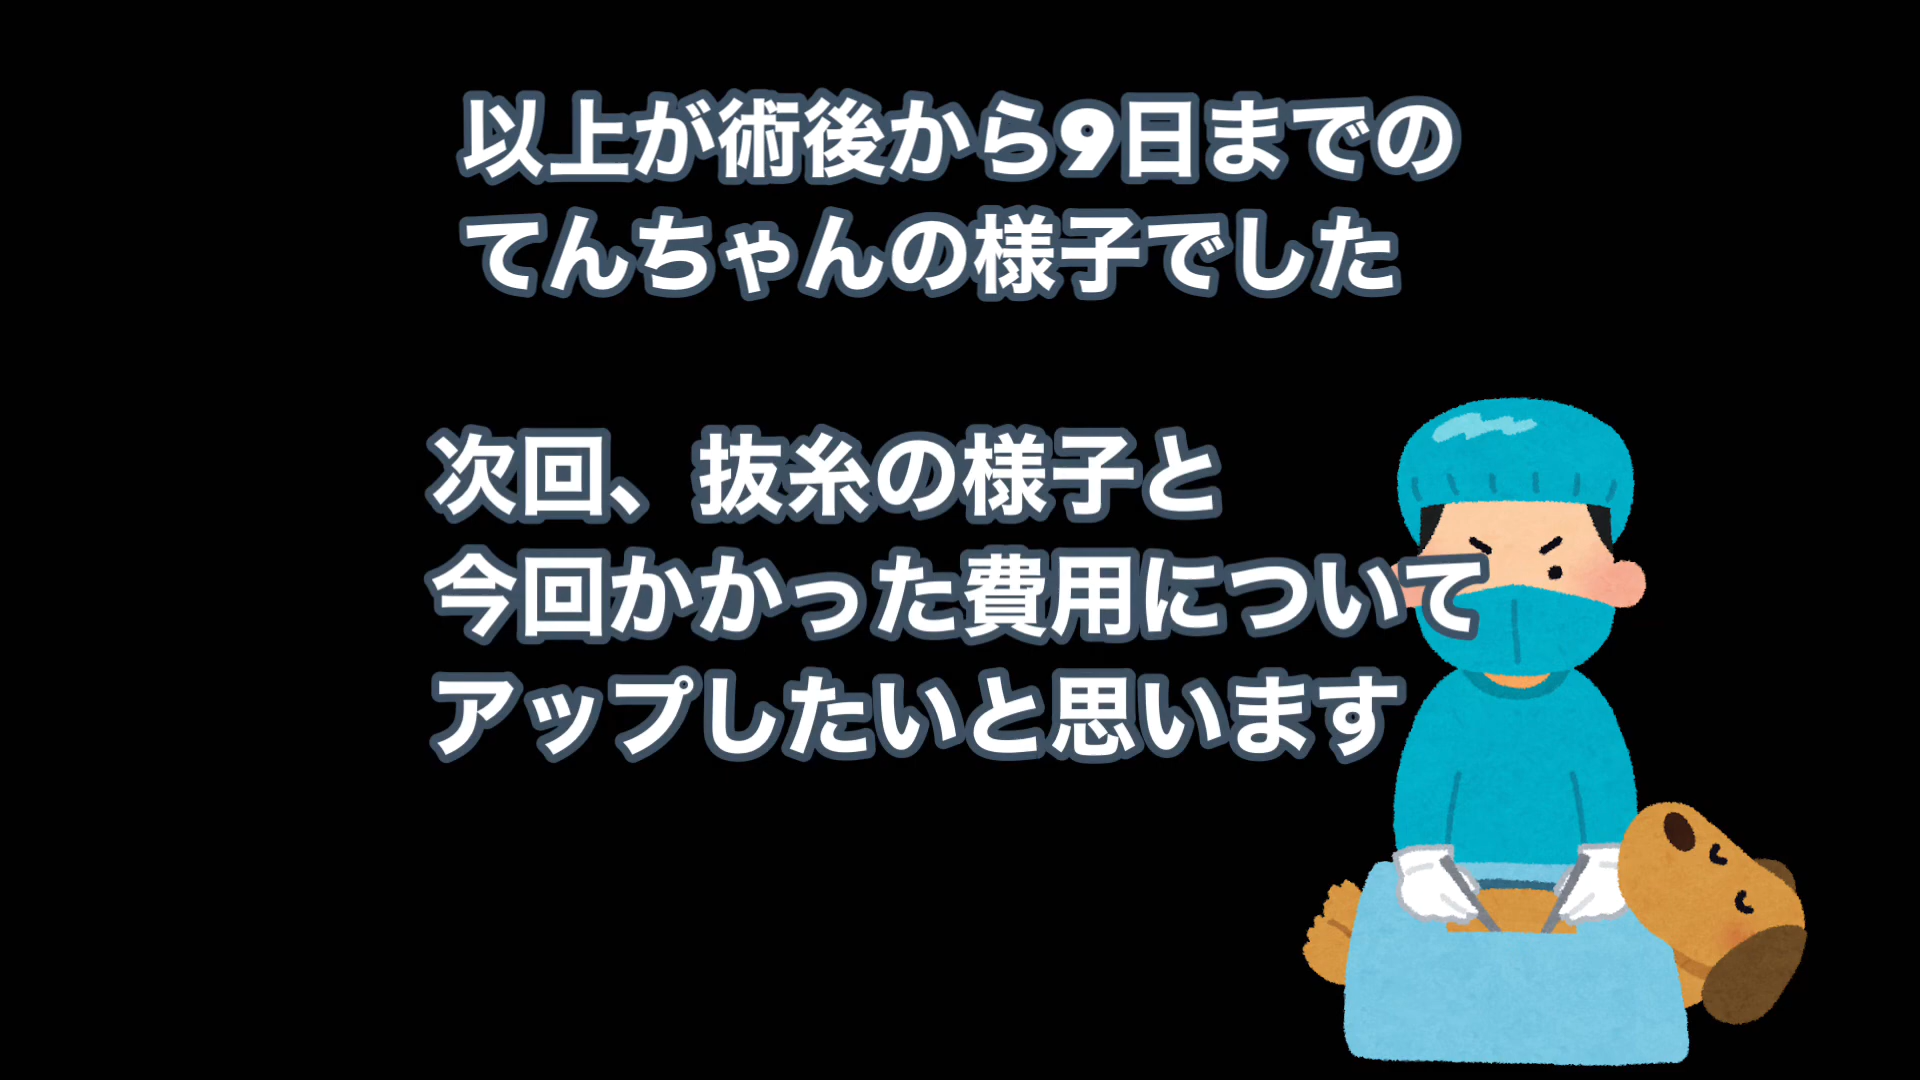 以上が術後から9日までの
てんちゃんの様子でした
次回、抜糸の様子と
今回かかった費用について
アップしたいと思います